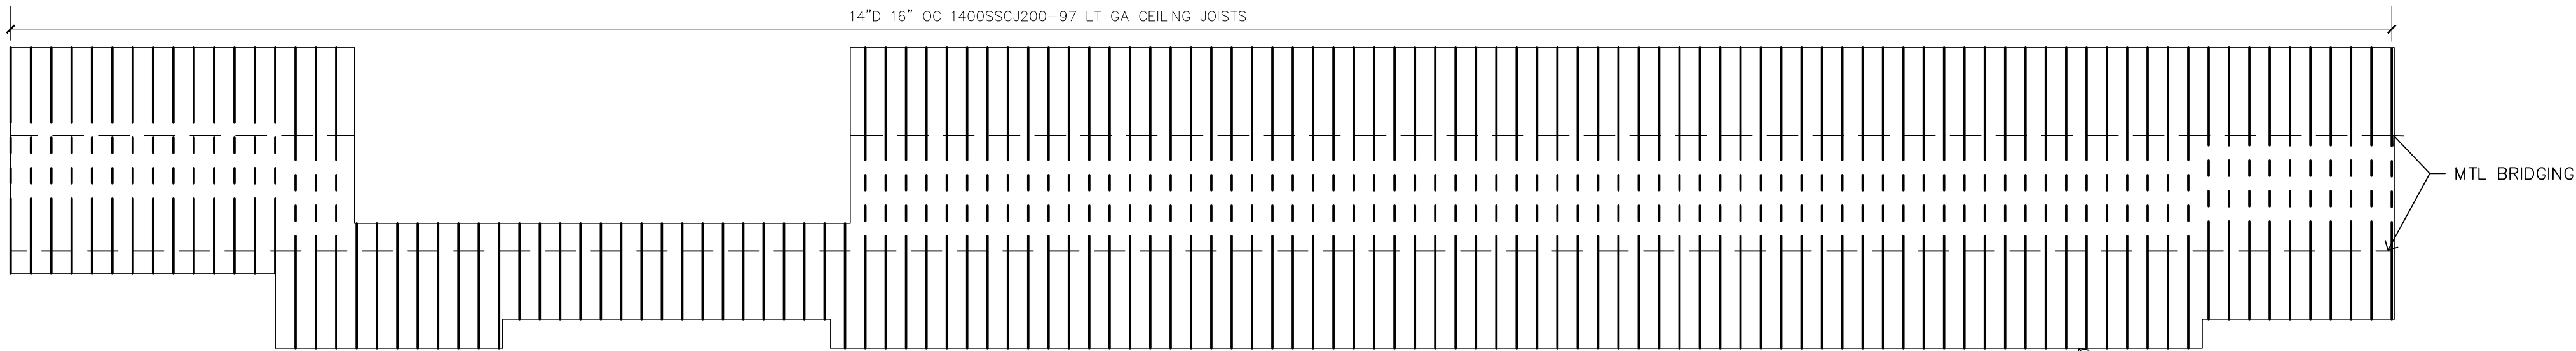 14”D 16” OC 1400SSCJ200-97 LT GA CEILING JOISTS
MTL BRIDGING